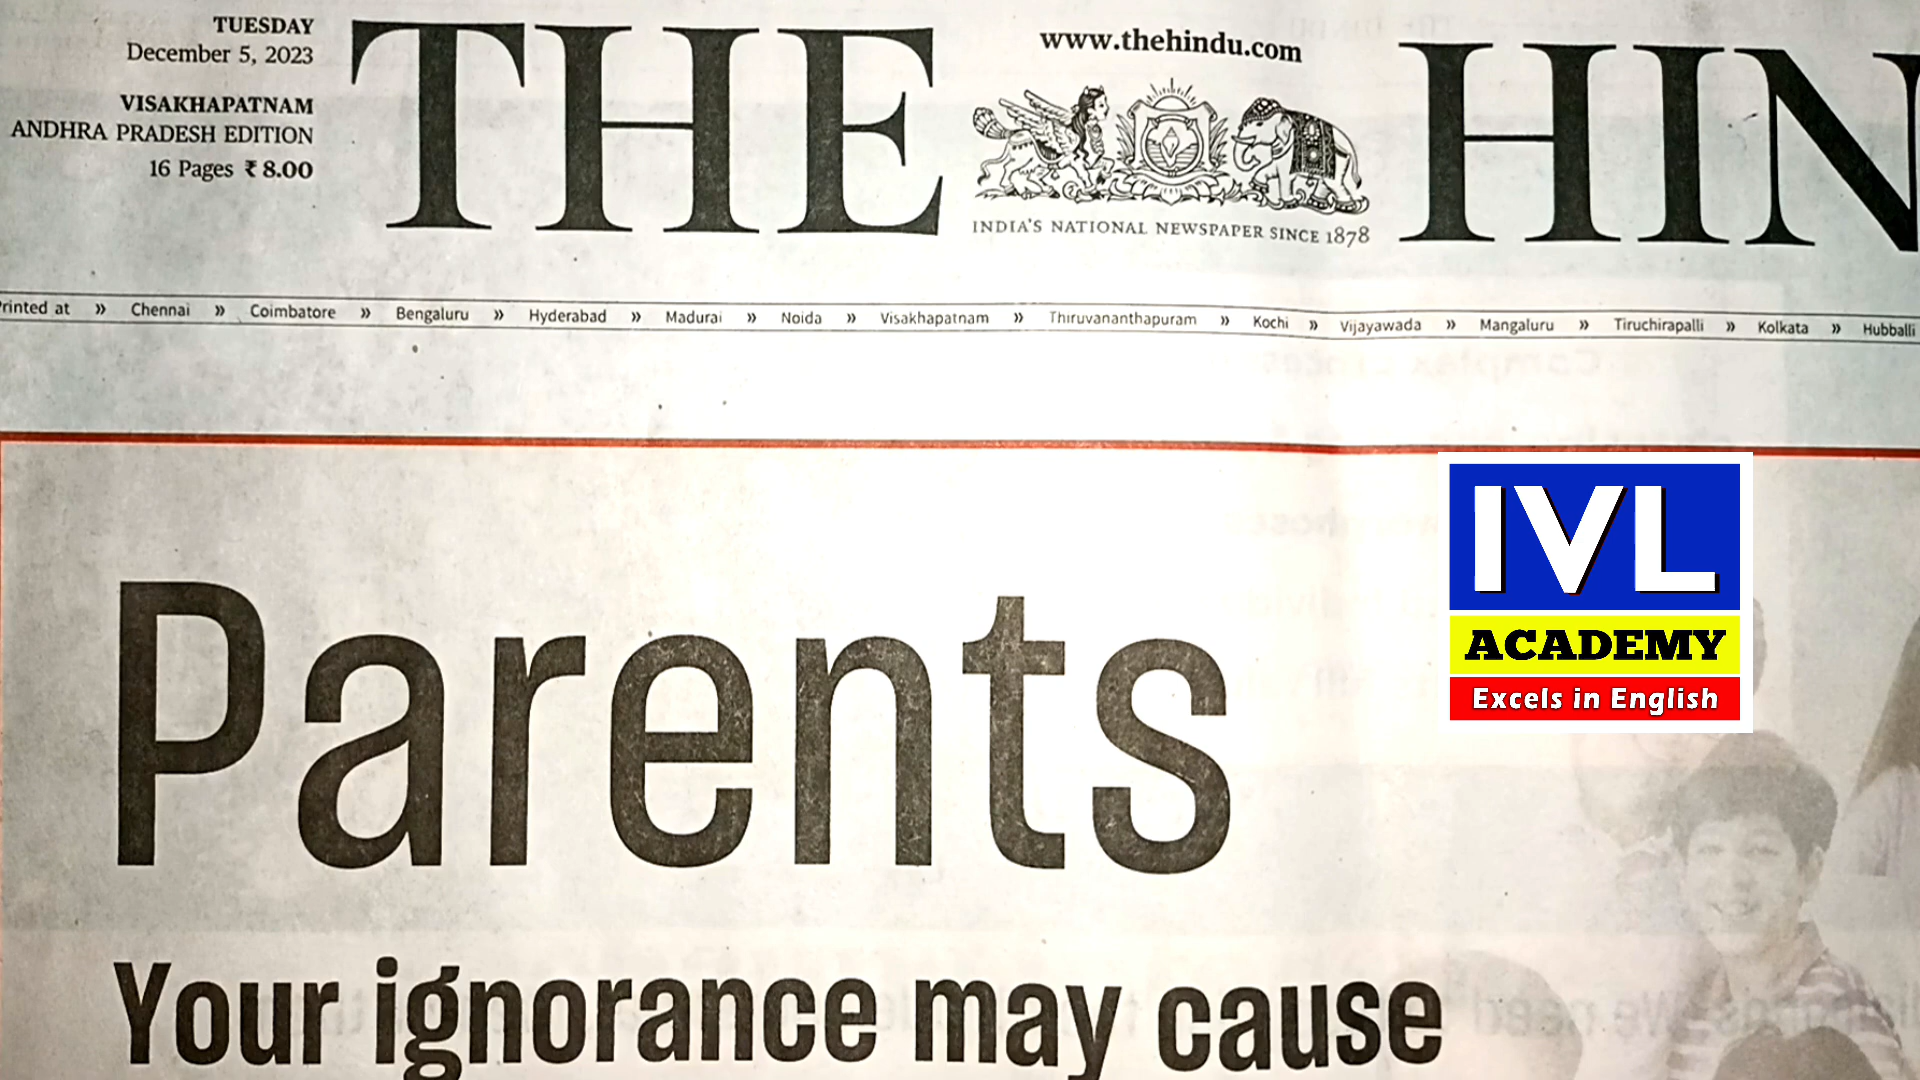 TUESDAY
December 5, 2023
VISAKHAPATNAM
ANDHRA PRADESH EDITION
16 Pages ₹ 8.00
THE HIN
www.thehindu.com
INDIA'S NATIONAL NEWSPAPER SINCE 1878
rinted at » Chennai » Coimbatore » Bengaluru » Hyderabad » Madurai » Noida » Visakhapatnam » Thiruvananthapuram » Kochi » Vijayawada » Mangaluru » Tiruchirapalli » Kolkata » Hubballi
IVL
ACADEMY
Excels in English
Parents
Your ignorance may cause